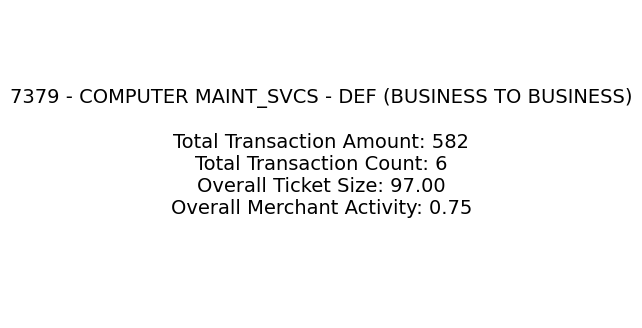 7379 - COMPUTER MAINT_SVCS - DEF (BUSINESS TO BUSINESS)
Total Transaction Amount: 582
Total Transaction Count: 6
Overall Ticket Size: 97.00
Overall Merchant Activity: 0.75